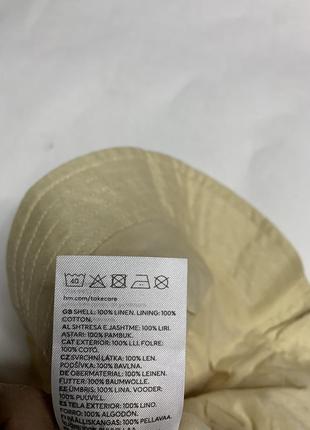 40
hm.com/takecare
GB SHELL: 100% LINEN. LINING: 100%
COTTON.
AL SHTRESA E JASHTME: 100% LIRI.
ASTARI: 100% PAMBUK.
CAT EXTERIOR: 100% LLI. FOLRE:
100% COTÓ.
CZ SVRCHNÍ LÁTKA: 100% LEN.
PODŠÍVKA: 100% BAVLNA.
DE OBERMATERIAL: 100% LEINEN.
FUTTER: 100% BAUMWOLLE.
EE ÜMBRIS: 100% LINA. VOODER: 100%
PUUVILL.
ES TELA EXTERIOR: 100% LINO.
FORRO: 100% ALGODÓN.
FI PÄÄLLISKANGAS: 100% PELLAVAA.